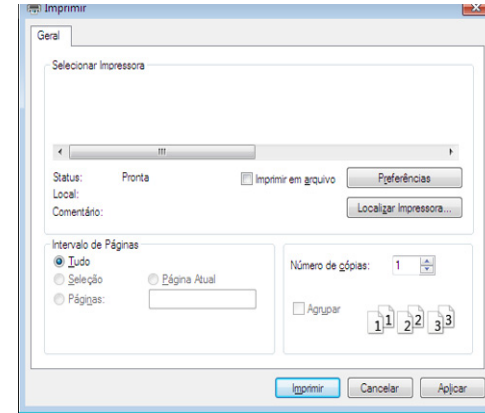 Imprimir
Geral
Selecionar Impressora
Status: Pronta
Imprimir em arquivo
Preferências
Local:
Comentário:
Localizar Impressora...
Intervalo de Páginas
Tudo
Seleção
Página Atual
Páginas:
Número de cópias: 1
Agrupar
1 1 2 2 3 3
Imprimir
Cancelar
Aplicar